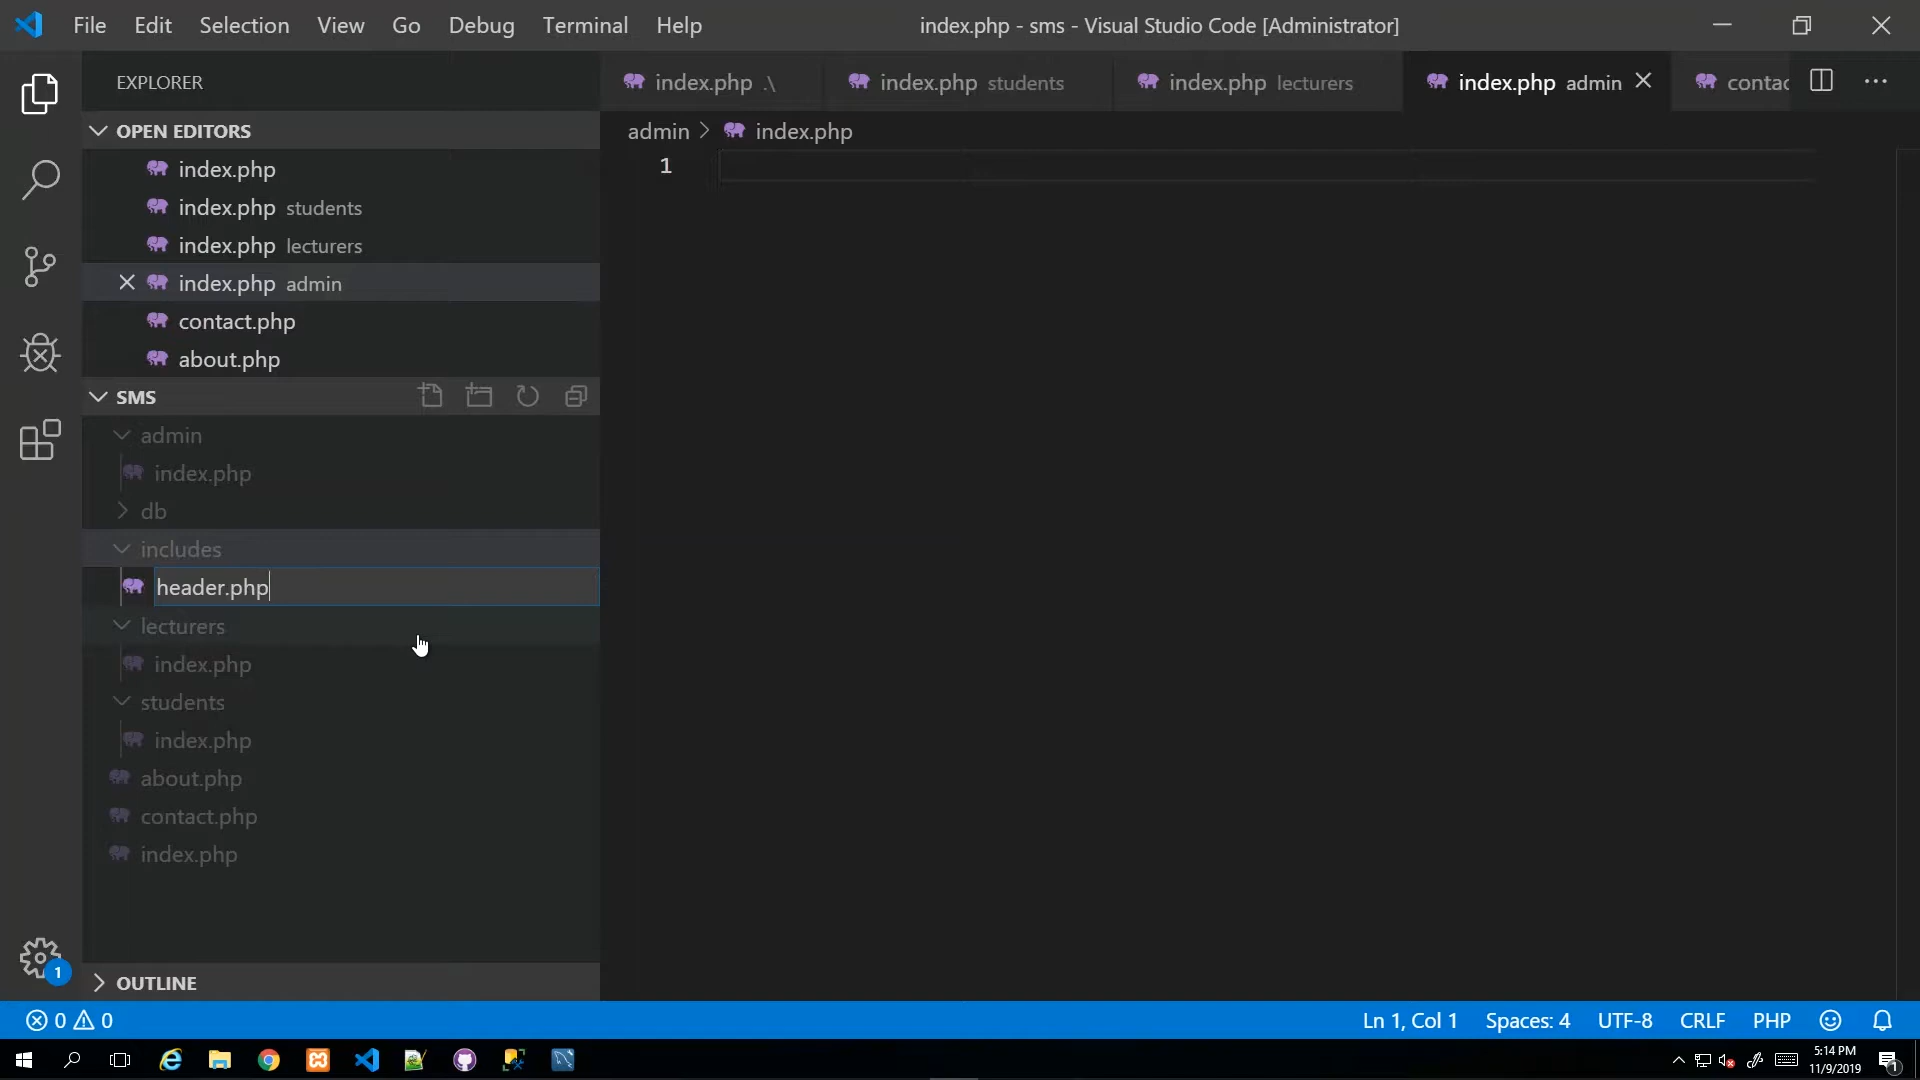 File Edit Selection View Go Debug Terminal Help index.php - sms - Visual Studio Code [Administrator]
EXPLORER
index.php .\ index.php students index.php lecturers index.php admin contac
OPEN EDITORS
admin > index.php
index.php
1
index.php students
index.php lecturers
index.php admin
contact.php
about.php
SMS
admin
index.php
db
includes
header.php
lecturers
index.php
students
index.php
about.php
contact.php
index.php
1
OUTLINE
0 0 Ln 1, Col 1 Spaces: 4 UTF-8 CRLF PHP
5:14 PM
11/9/2019
1